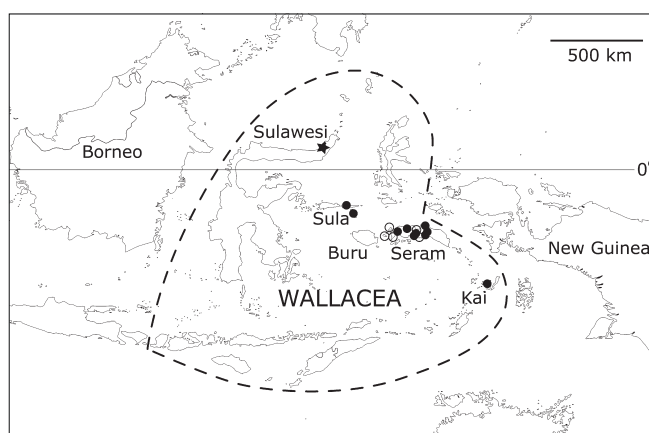 500 km
Sulawesi
Borneo
0°
Sula
Buru
Seram
New Guinea
WALLACEA
Kai